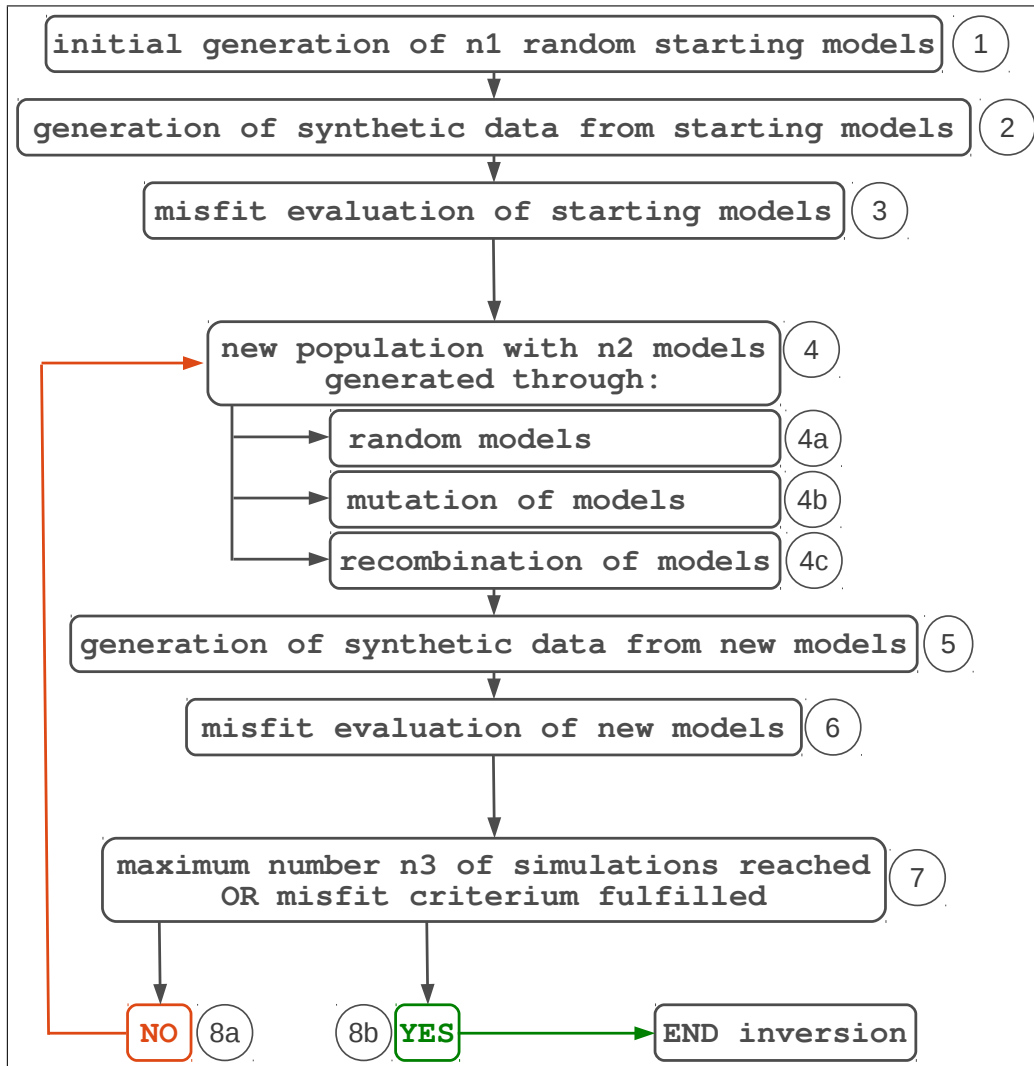 initial generation of n1 random starting models 1
generation of synthetic data from starting models 2
misfit evaluation of starting models 3
new population with n2 models 4
generated through:
random models 4a
mutation of models 4b
recombination of models 4c
generation of synthetic data from new models 5
misfit evaluation of new models 6
maximum number n3 of simulations reached 7
OR misfit criterium fulfilled
NO 8a 8b YES END inversion